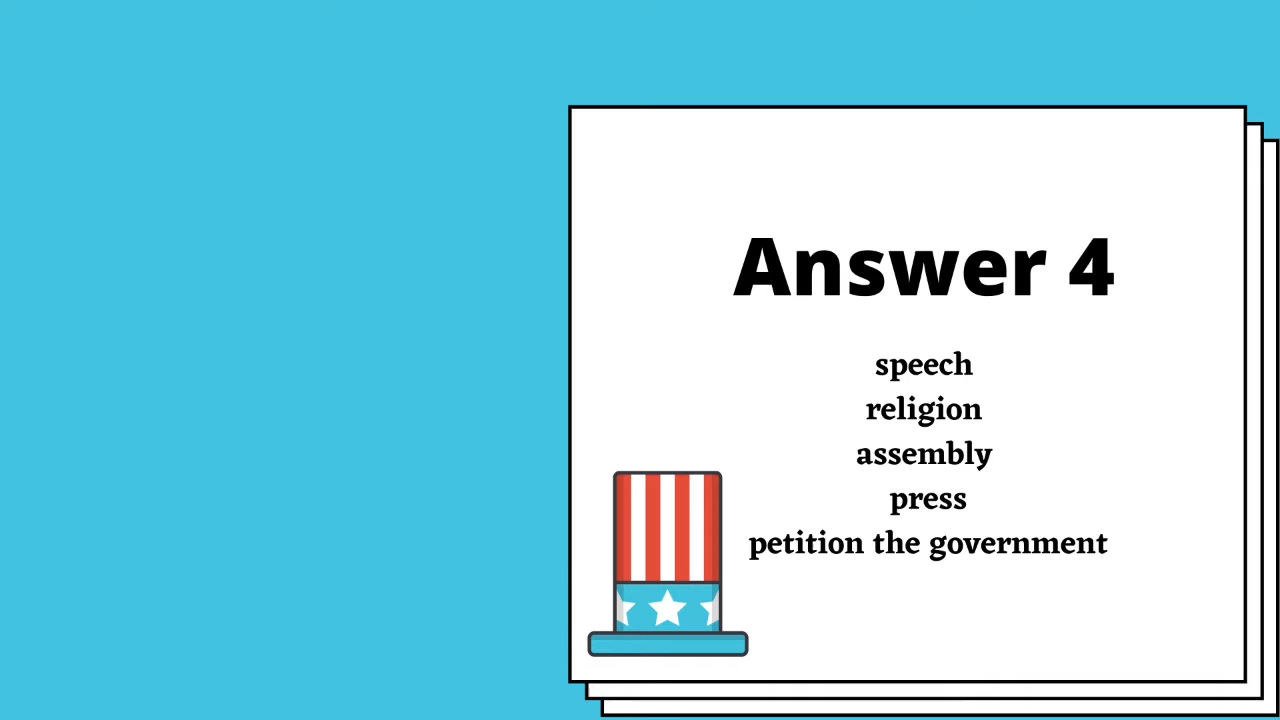 Answer 4
speech
religion
assembly
press
petition the government